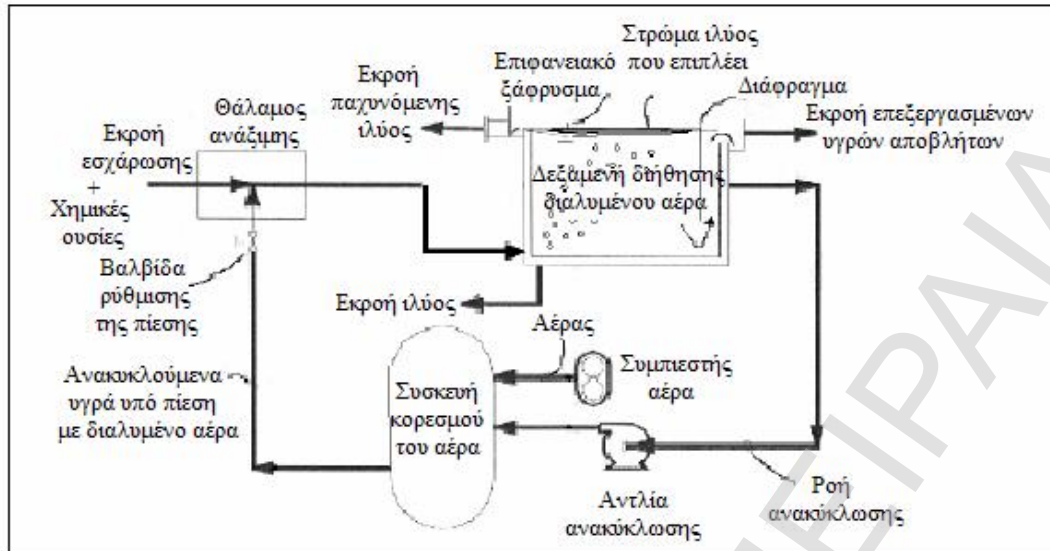 Στρώμα ιλύος
που επιπλέει
Επιφανειακό
ξάφρυσμα
Διάφραγμα
Εκροή
παχυνόμενης
ιλύος
Εκροή επεξεργασμένων
υγρών αποβλήτων
Θάλαμος
ανάξιμης
Εκροή
εσχάρωσης
+
Χημικές
ουσίες
Δεξαμενή διήθησης
διαλυμένου αέρα
Βαλβίδα
ρύθμισης
της πίεσης
Εκροή ιλύος
Αέρας
Συμπιεστής
αέρα
Ανακυκλούμενα
υγρά υπό πίεση
με διαλυμένο αέρα
Συσκευή
κορεσμού
του αέρα
Αντλία
ανακύκλωσης
Ροή
ανακύκλωσης
ΠΕΙΡΑΙΑ